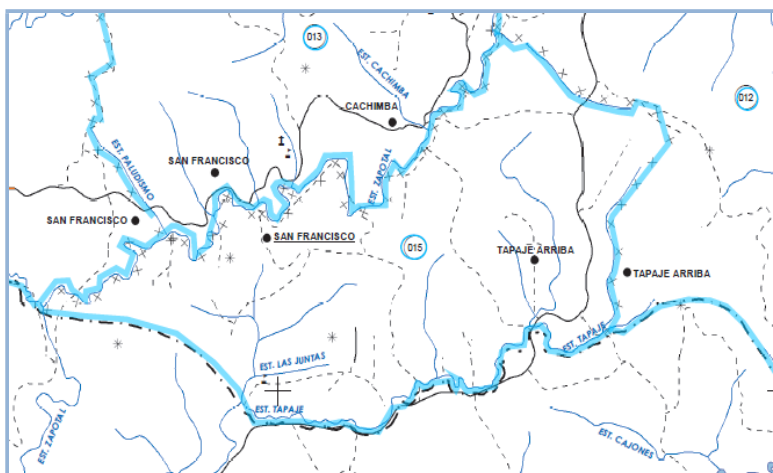 013
EST. CACHIMBA
012
CACHIMBA
EST. PALUDISMO
SAN FRANCISCO
EST. ZAPOTAL
SAN FRANCISCO
SAN FRANCISCO
015
TAPAJE ARRIBA
TAPAJE ARRIBA
EST. TAPAJE
EST. LAS JUNTAS
EST. TAPAJE
EST. ZAPOTAL
EST. CAJONES